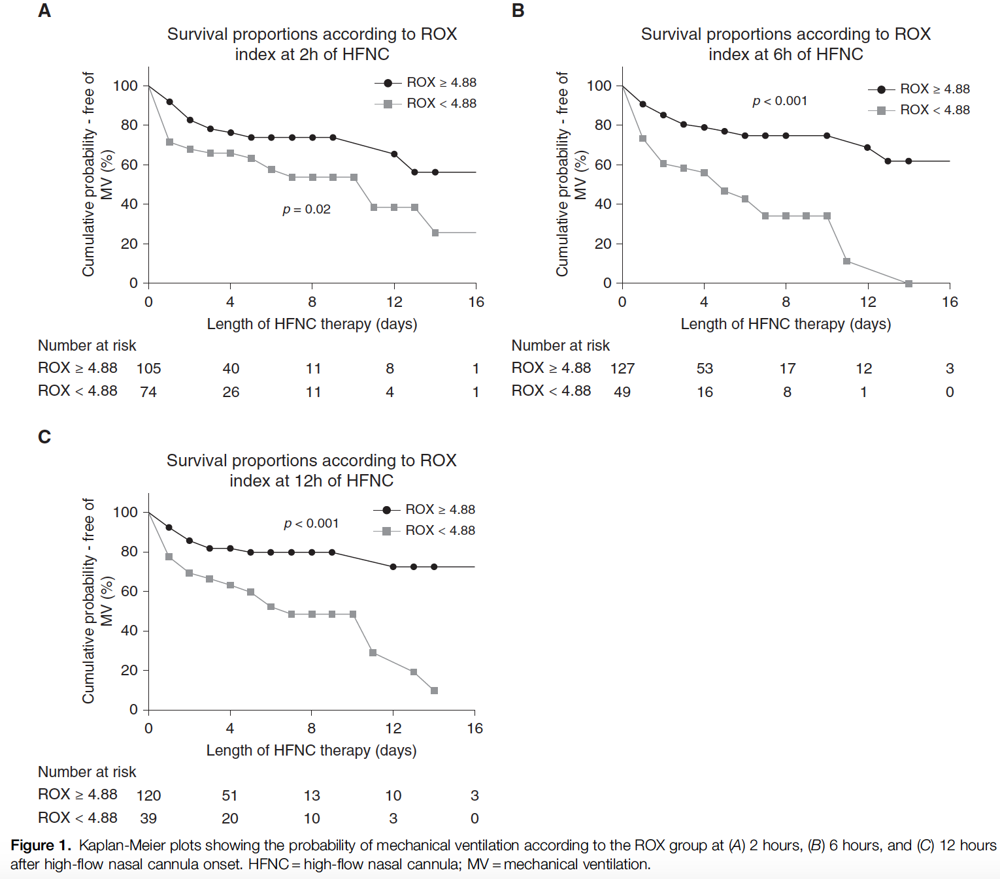 A
Survival proportions according to ROX
index at 2h of HFNC
Cumulative probability - free of
MV (%)
100
80
60
40
20
0
ROX ≥ 4.88
ROX < 4.88
p = 0.02
0 4 8 12 16
Length of HFNC therapy (days)
Number at risk
ROX ≥ 4.88 105 40 11 8 1
ROX < 4.88 74 26 11 4 1
B
Survival proportions according to ROX
index at 6h of HFNC
Cumulative probability - free of
MV (%)
100
80
60
40
20
0
p < 0.001
ROX ≥ 4.88
ROX < 4.88
0 4 8 12 16
Length of HFNC therapy (days)
Number at risk
ROX ≥ 4.88 127 53 17 12 3
ROX < 4.88 49 16 8 1 0
C
Survival proportions according to ROX
index at 12h of HFNC
Cumulative probability - free of
MV (%)
100
80
60
40
20
0
p < 0.001
ROX ≥ 4.88
ROX < 4.88
0 4 8 12 16
Length of HFNC therapy (days)
Number at risk
ROX ≥ 4.88 120 51 13 10 3
ROX < 4.88 39 20 10 3 0
Figure 1. Kaplan-Meier plots showing the probability of mechanical ventilation according to the ROX group at (A) 2 hours, (B) 6 hours, and (C) 12 hours
after high-flow nasal cannula onset. HFNC = high-flow nasal cannula; MV = mechanical ventilation.